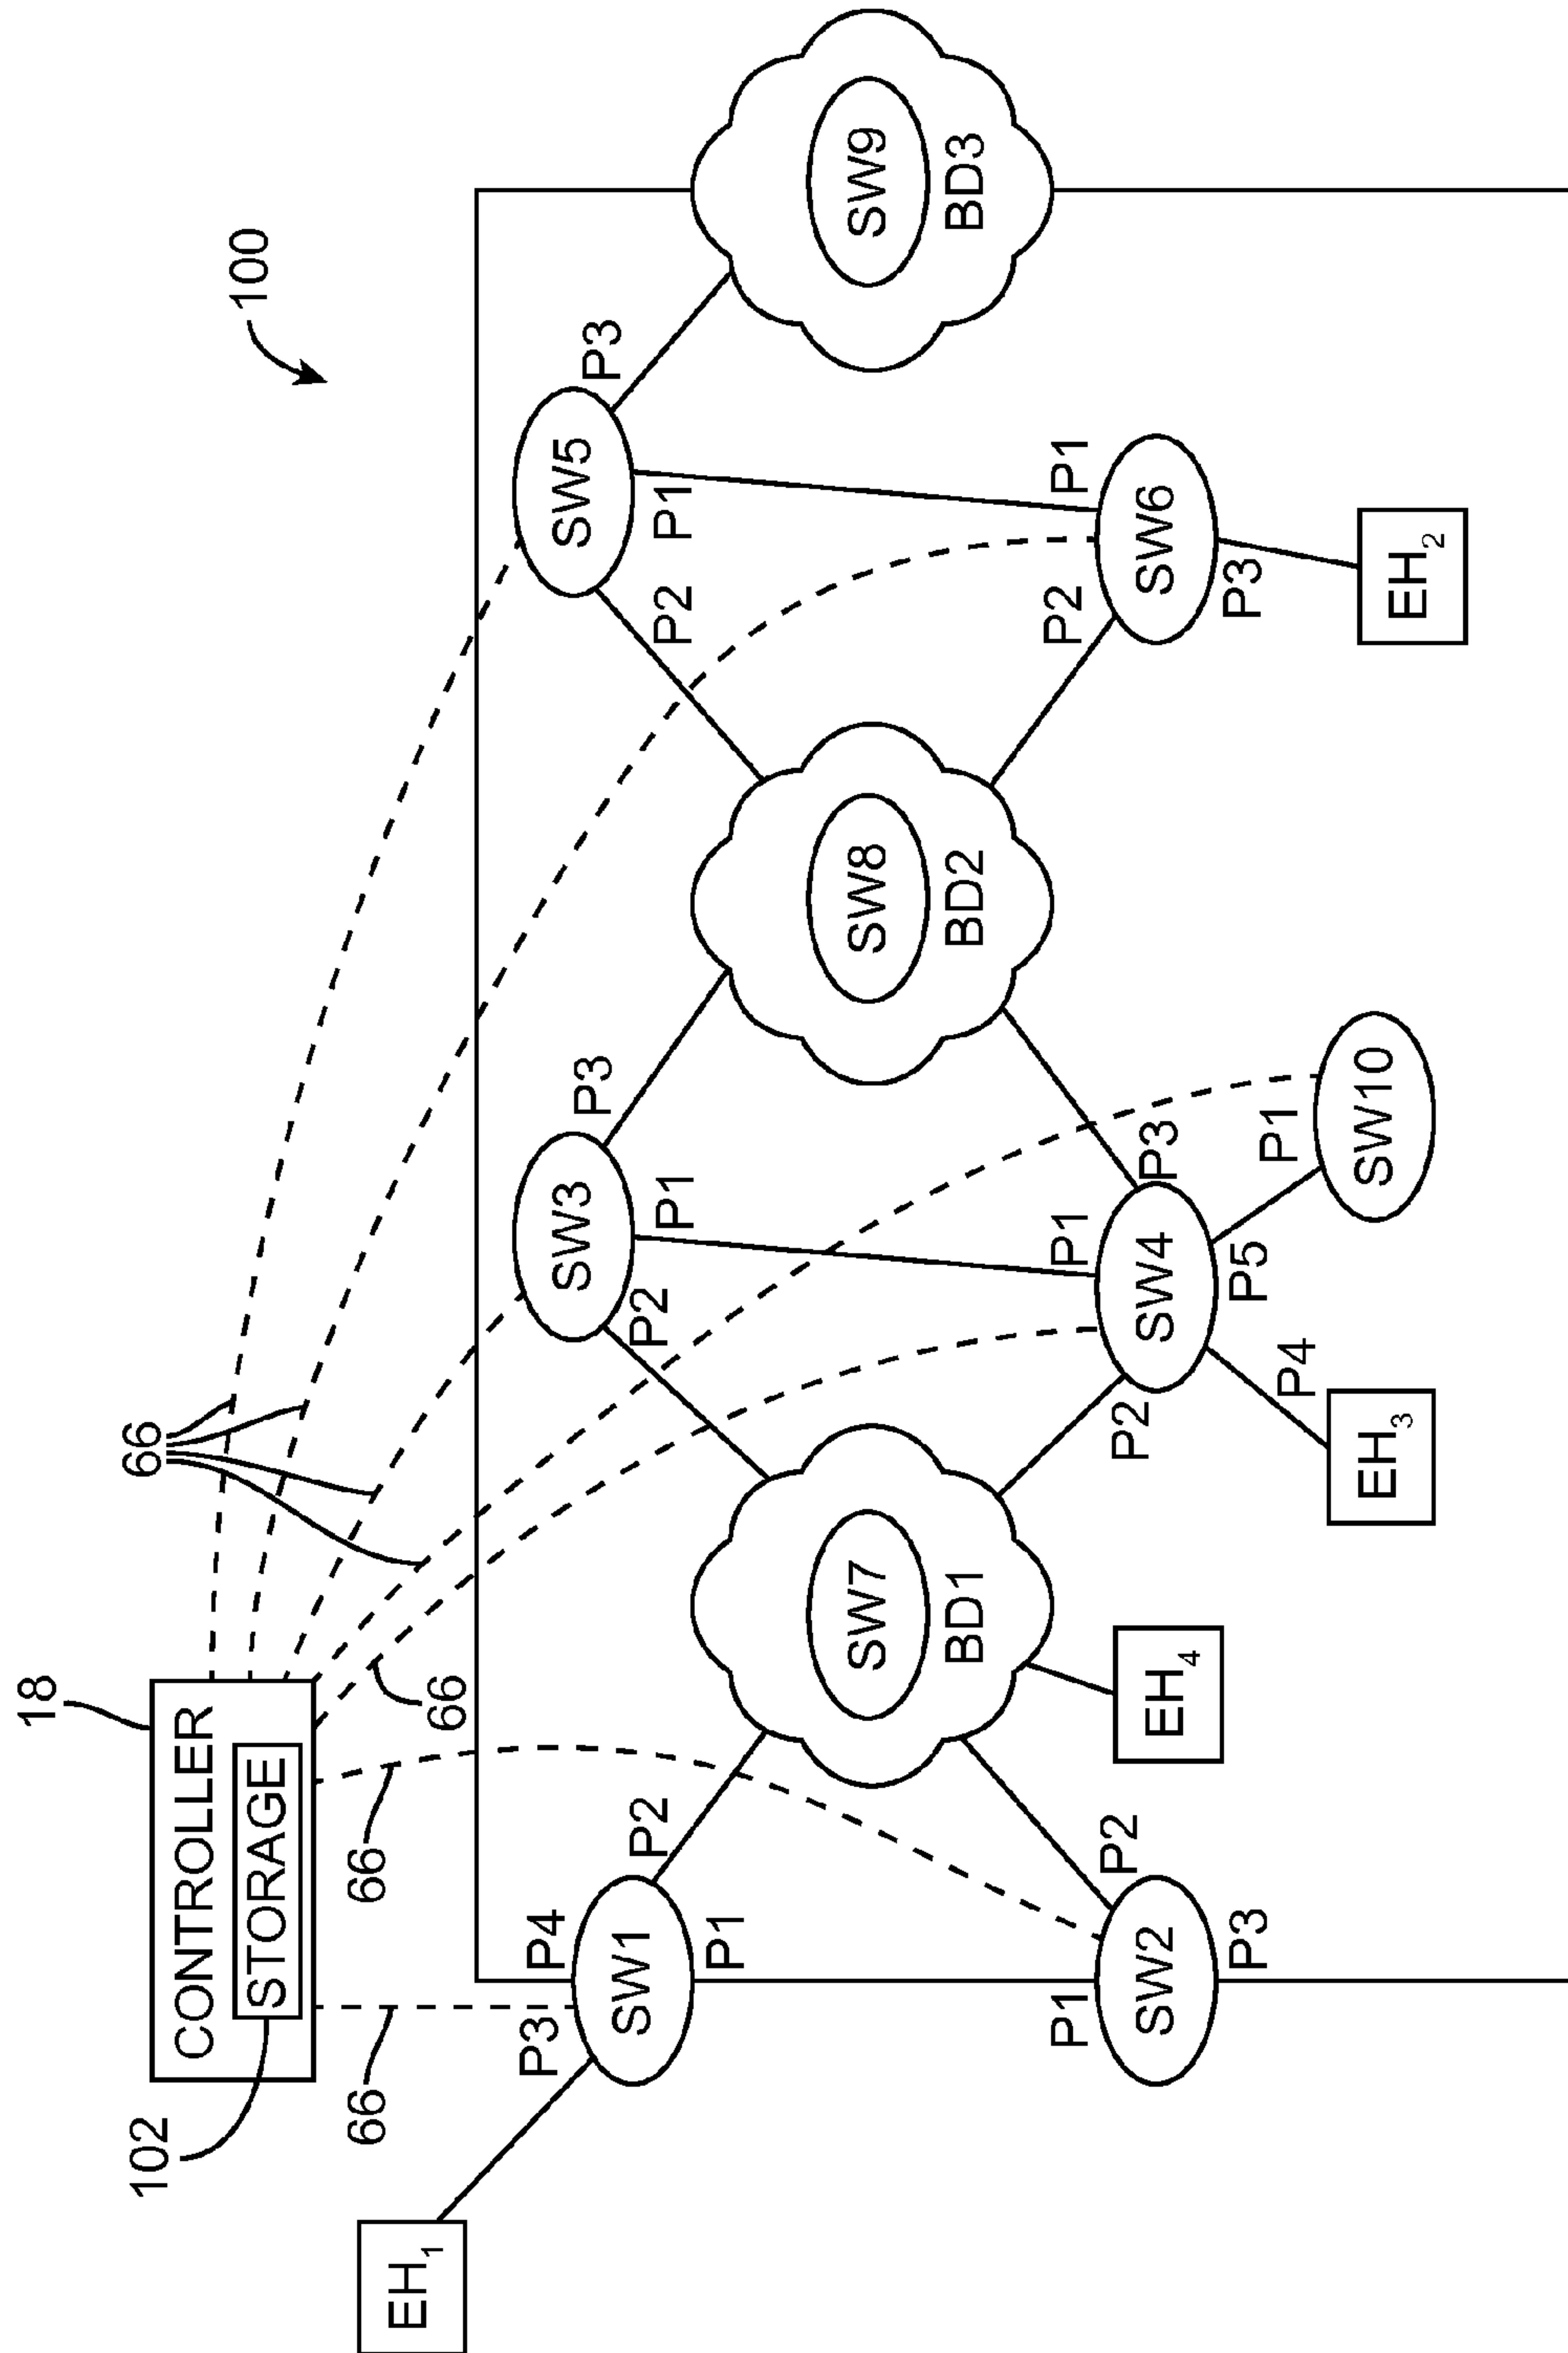 100
18
CONTROLLER
STORAGE
102
66
66
66
66
EH1
P3
P4
SW1
P2
P1
P1
SW2
P2
P3
SW7
BD1
EH4
SW3
P2
P1
P3
P1
SW4
P2
P3
P4
P5
EH3
P1
SW10
SW8
BD2
SW5
P2
P1
P3
P2
P1
SW6
P3
EH2
SW9
BD3